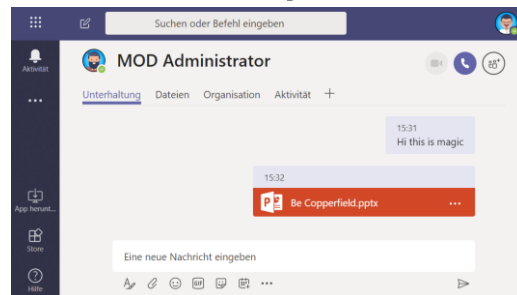 Suchen oder Befehl eingeben
Aktivität
MOD Administrator
Unterhaltung Dateien Organisation Aktivität
15:31
Hi this is magic
15:32
Be Copperfield.pptx
App herunt...
Store
Hilfe
Eine neue Nachricht eingeben
GIF